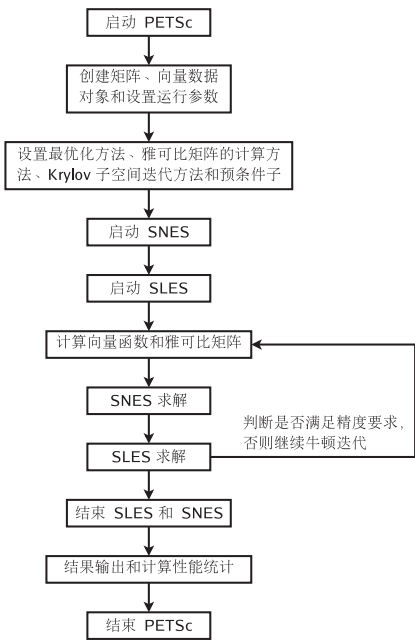 启动 PETSc
创建矩阵、向量数据
对象和设置运行参数
设置最优化方法、雅可比矩阵的计算方
法、Krylov 子空间迭代方法和预条件子
启动 SNES
启动 SLES
计算向量函数和雅可比矩阵
SNES 求解
判断是否满足精度要求,
否则继续牛顿迭代
SLES 求解
结束 SLES 和 SNES
结果输出和计算性能统计
结束 PETSc